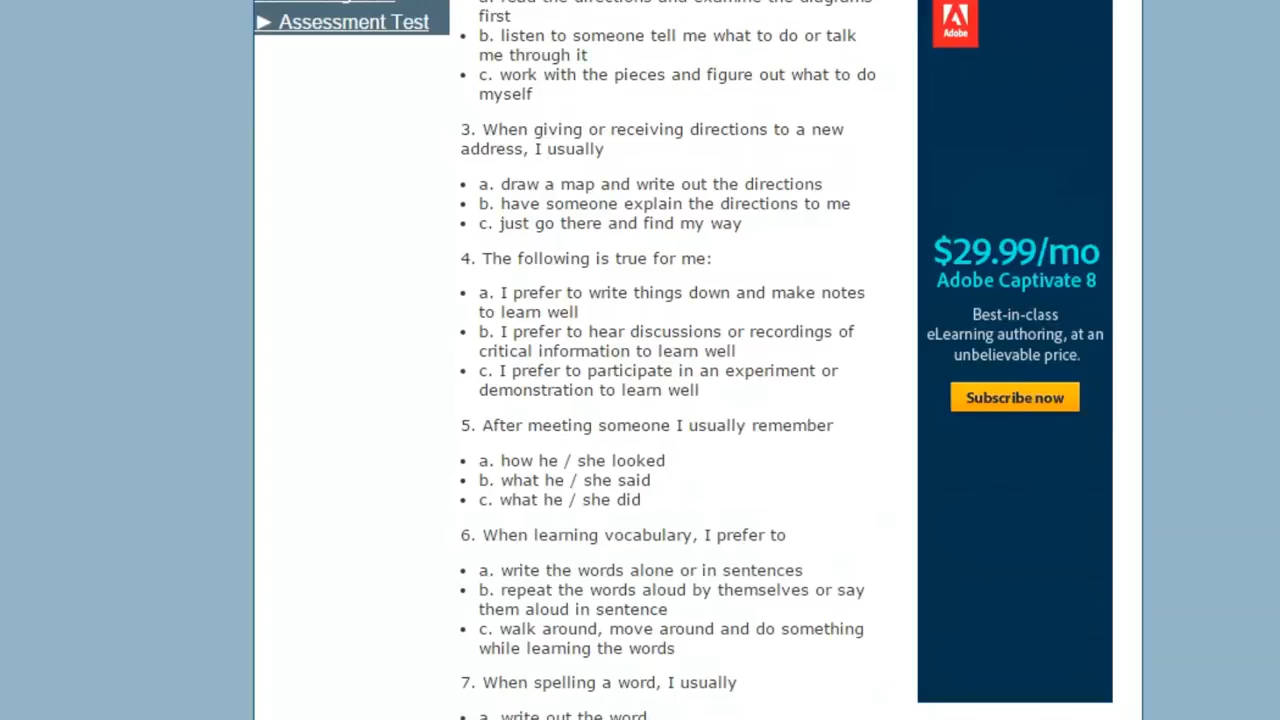 ► Assessment Test
a. read the directions and examine the diagrams
first
• b. listen to someone tell me what to do or talk
me through it
• c. work with the pieces and figure out what to do
myself
3. When giving or receiving directions to a new
address, I usually
• a. draw a map and write out the directions
• b. have someone explain the directions to me
• c. just go there and find my way
4. The following is true for me:
• a. I prefer to write things down and make notes
to learn well
• b. I prefer to hear discussions or recordings of
critical information to learn well
• c. I prefer to participate in an experiment or
demonstration to learn well
5. After meeting someone I usually remember
• a. how he / she looked
• b. what he / she said
• c. what he / she did
6. When learning vocabulary, I prefer to
• a. write the words alone or in sentences
• b. repeat the words aloud by themselves or say
them aloud in sentence
• c. walk around, move around and do something
while learning the words
7. When spelling a word, I usually
• a. write out the word
Adobe
$29.99/mo
Adobe Captivate 8
Best-in-class
eLearning authoring, at an
unbelievable price.
Subscribe now